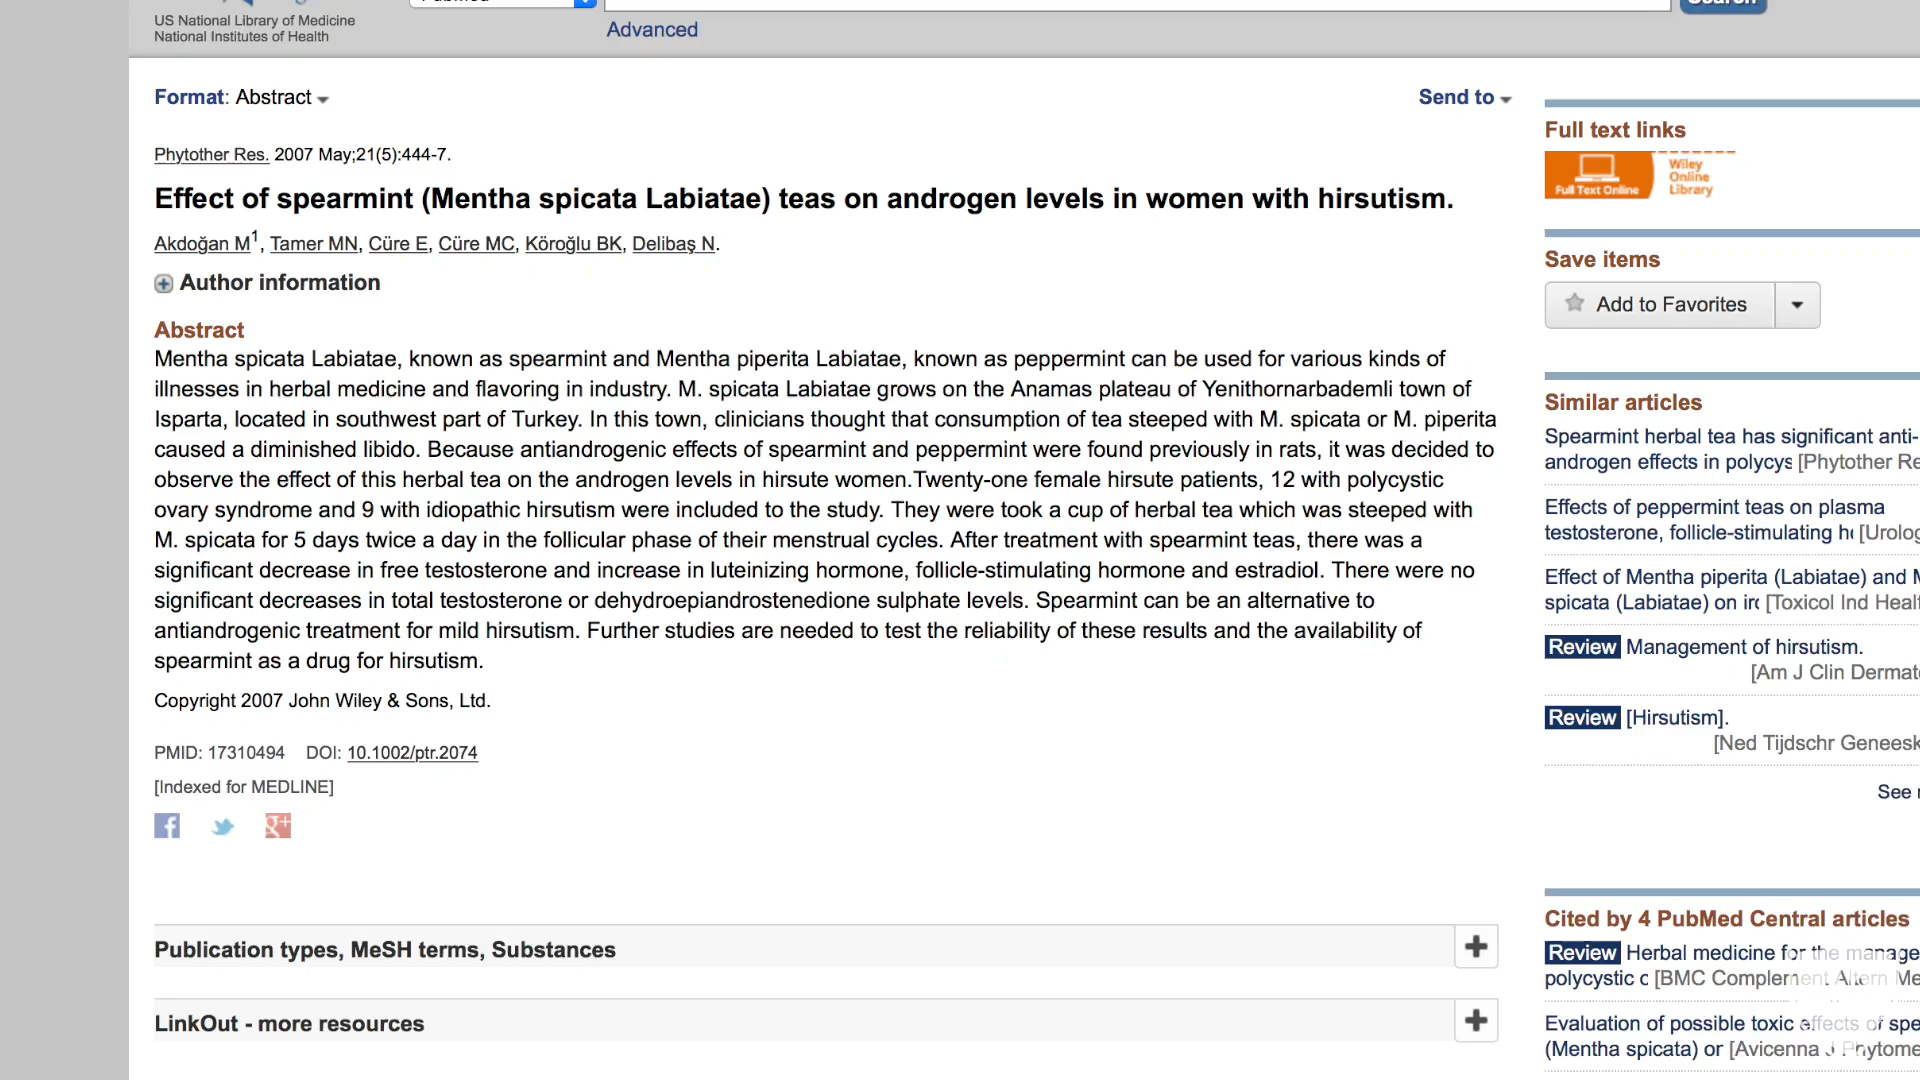 US National Library of Medicine
National Institutes of Health
Search
Advanced
Format: Abstract
Send to
Phytother Res. 2007 May;21(5):444-7.
Effect of spearmint (Mentha spicata Labiatae) teas on androgen levels in women with hirsutism.
Akdoğan M1, Tamer MN, Cüre E, Cüre MC, Köroğlu BK, Delibaş N.
Author information
Abstract
Mentha spicata Labiatae, known as spearmint and Mentha piperita Labiatae, known as peppermint can be used for various kinds of
illnesses in herbal medicine and flavoring in industry. M. spicata Labiatae grows on the Anamas plateau of Yenithornarbademli town of
Isparta, located in southwest part of Turkey. In this town, clinicians thought that consumption of tea steeped with M. spicata or M. piperita
caused a diminished libido. Because antiandrogenic effects of spearmint and peppermint were found previously in rats, it was decided to
observe the effect of this herbal tea on the androgen levels in hirsute women.Twenty-one female hirsute patients, 12 with polycystic
ovary syndrome and 9 with idiopathic hirsutism were included to the study. They were took a cup of herbal tea which was steeped with
M. spicata for 5 days twice a day in the follicular phase of their menstrual cycles. After treatment with spearmint teas, there was a
significant decrease in free testosterone and increase in luteinizing hormone, follicle-stimulating hormone and estradiol. There were no
significant decreases in total testosterone or dehydroepiandrostenedione sulphate levels. Spearmint can be an alternative to
antiandrogenic treatment for mild hirsutism. Further studies are needed to test the reliability of these results and the availability of
spearmint as a drug for hirsutism.
Copyright 2007 John Wiley & Sons, Ltd.
PMID: 17310494 DOI: 10.1002/ptr.2074
[Indexed for MEDLINE]
Publication types, MeSH terms, Substances
LinkOut - more resources
Full text links
Full Text Online
Wiley
Online
Library
Save items
Add to Favorites
Similar articles
Spearmint herbal tea has significant anti-
androgen effects in polycys [Phytother Re
Effects of peppermint teas on plasma
testosterone, follicle-stimulating h [Urolog
Effect of Mentha piperita (Labiatae) and M
spicata (Labiatae) on irc [Toxicol Ind Healt
Review Management of hirsutism.
[Am J Clin Dermat
Review [Hirsutism].
[Ned Tijdschr Geneesk
See
Cited by 4 PubMed Central articles
Review Herbal medicine for the manage
polycystic c [BMC Complement Altern Me
Evaluation of possible toxic effects of spe
(Mentha spicata) or [Avicenna J Phytome